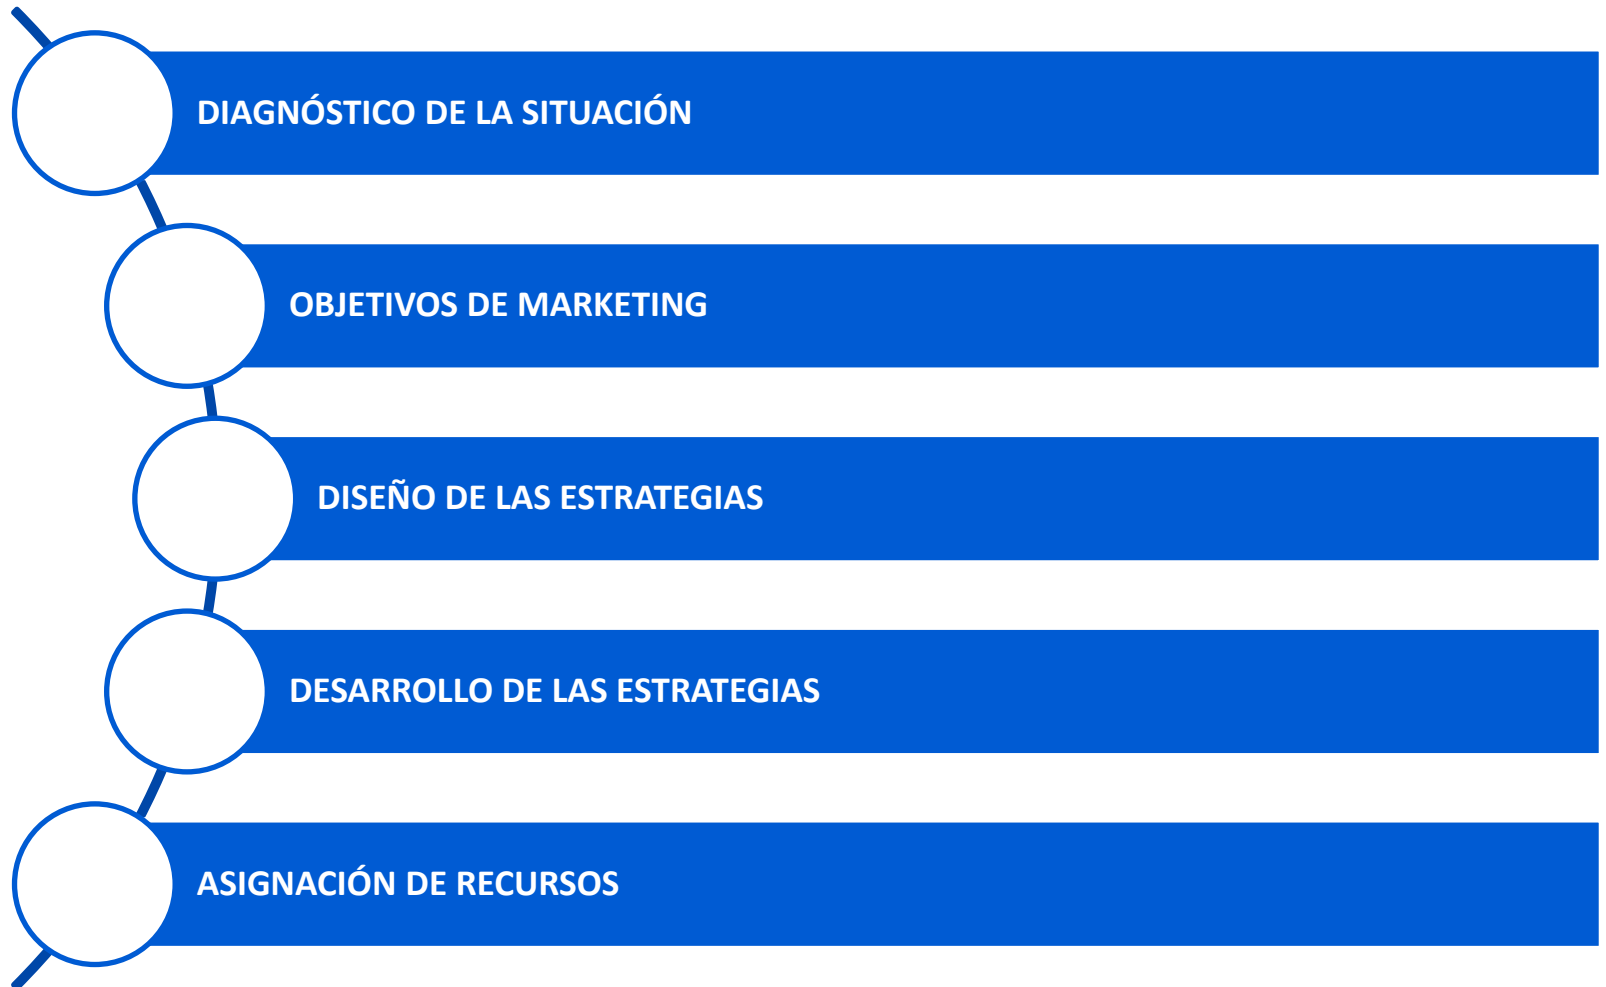 DIAGNÓSTICO DE LA SITUACIÓN
OBJETIVOS DE MARKETING
DISEÑO DE LAS ESTRATEGIAS
DESARROLLO DE LAS ESTRATEGIAS
ASIGNACIÓN DE RECURSOS